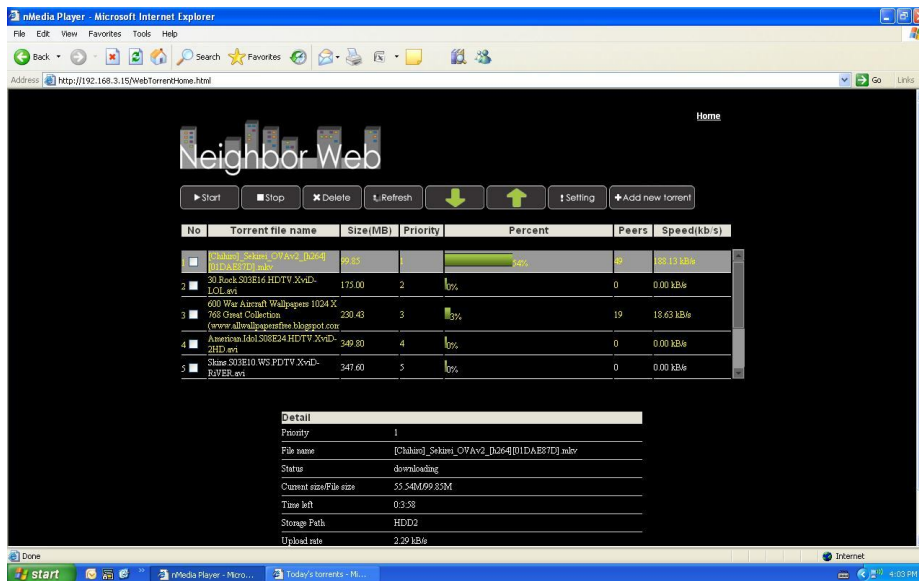 nMedia Player - Microsoft Internet Explorer
File Edit View Favorites Tools Help
Back Search Favorites
Address http://192.168.3.15/WebTorrentHome.html Go Links
Home
Neighbor Web
Start Stop Delete Refresh Setting Add new torrent
No Torrent file name Size(MB) Priority Percent Peers Speed(kb/s)
[Chihiro]_Sekirei_OVAv2_[h264]
1 [01DAE87D].mkv 99.85 1 54% 49 188.13 kB/s
30 Rock.S03E16.HDTV.XviD-
2 LOL.avi 175.00 2 0% 0 0.00 kB/s
600 War Aircraft Wallpapers 1024 X
3 768 Great Collection 230.43 3 3% 19 18.63 kB/s
(www.allwallpapersfree.blogspot.com
American.Idol.S08E24.HDTV.XviD-
4 2HD.avi 349.80 4 0% 0 0.00 kB/s
Skins.S03E10.WS.PDTV.XviD-
5 RiVER.avi 347.60 5 0% 0 0.00 kB/s
Detail
Priority 1
File name [Chihiro]_Sekirei_OVAv2_[h264][01DAE87D].mkv
Status downloading
Current size/File size 55.54M/99.85M
Time left 0:3:58
Storage Path HDD2
Upload rate 2.29 kB/s
Done Internet
start nMedia Player - Micro... Today's torrents - Mi... 4:03 PM